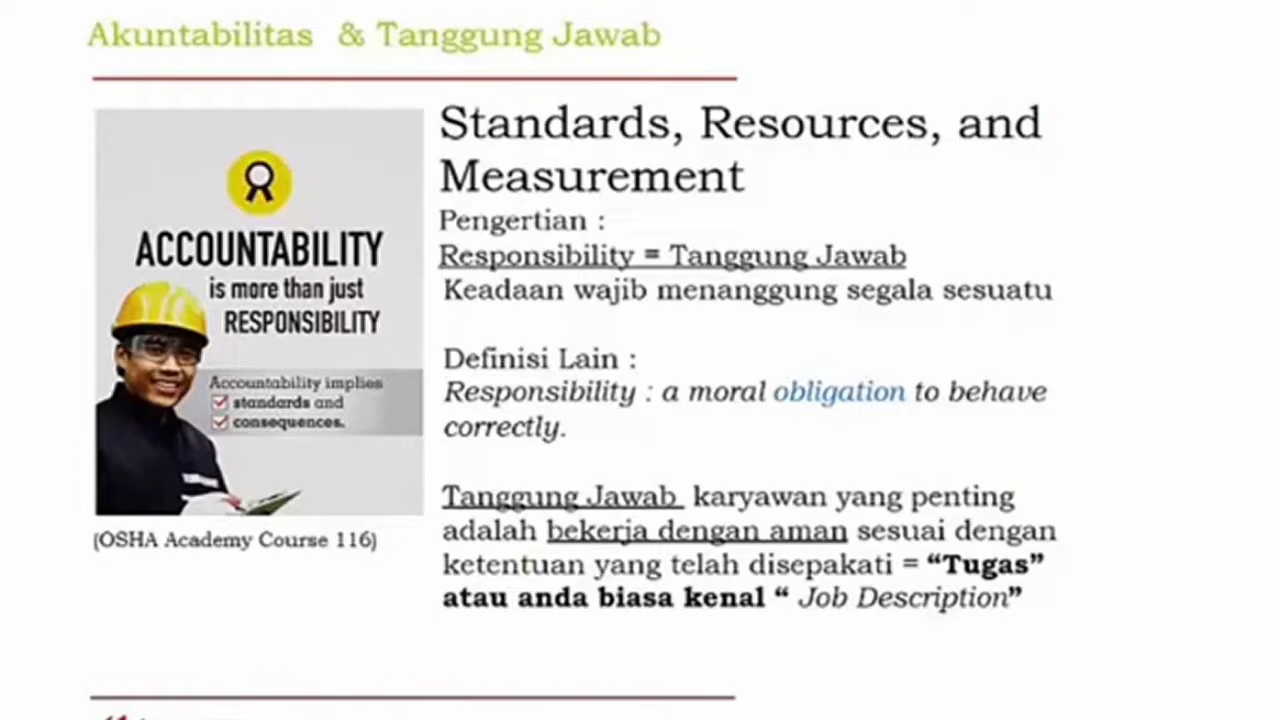 Akuntabilitas & Tanggung Jawab
Standards, Resources, and
Measurement
Pengertian :
Responsibility = Tanggung Jawab
Keadaan wajib menanggung segala sesuatu
Definisi Lain :
Responsibility : a moral obligation to behave
correctly.
Tanggung Jawab karyawan yang penting
adalah bekerja dengan aman sesuai dengan
ketentuan yang telah disepakati = “Tugas”
atau anda biasa kenal “ Job Description”
ACCOUNTABILITY
is more than just
RESPONSIBILITY
Accountability implies
standards and
consequences.
(OSHA Academy Course 116)